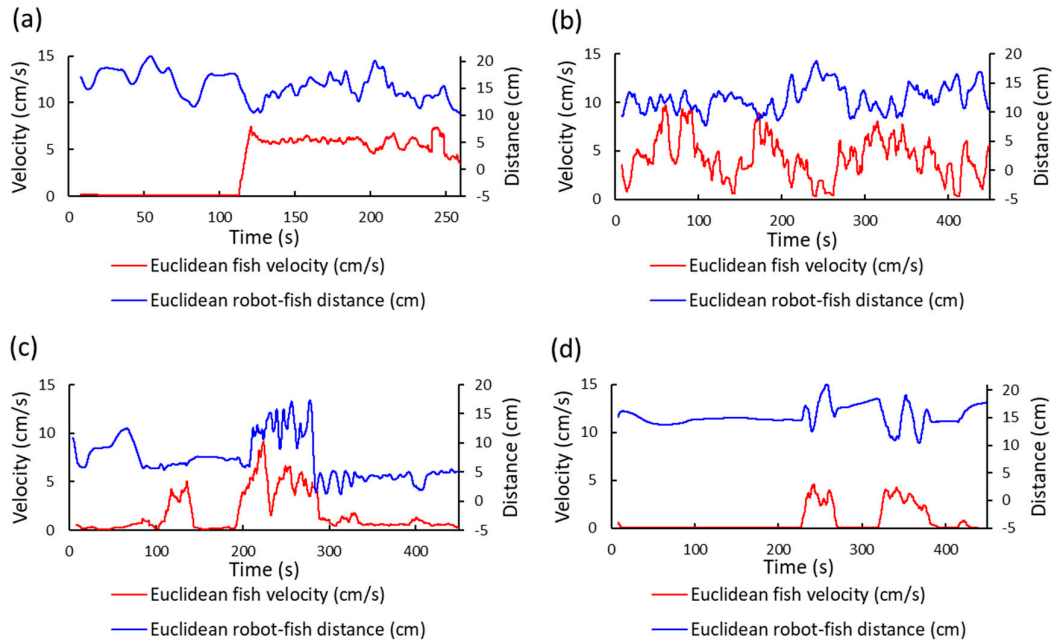 (a)
Velocity (cm/s)
15
10
5
0
20
15
10
5
0
-5
Distance (cm)
0 50 100 150 200 250
Time (s)
Euclidean fish velocity (cm/s)
Euclidean robot-fish distance (cm)
(b)
Velocity (cm/s)
15
10
5
0
20
15
10
5
0
-5
Distance (cm)
0 100 200 300 400
Time (s)
Euclidean fish velocity (cm/s)
Euclidean robot-fish distance (cm)
(c)
Velocity (cm/s)
15
10
5
0
20
15
10
5
0
-5
Distance (cm)
0 100 200 300 400
Time (s)
Euclidean fish velocity (cm/s)
Euclidean robot-fish distance (cm)
(d)
Velocity (cm/s)
15
10
5
0
20
15
10
5
0
-5
Distance (cm)
0 100 200 300 400
Time (s)
Euclidean fish velocity (cm/s)
Euclidean robot-fish distance (cm)